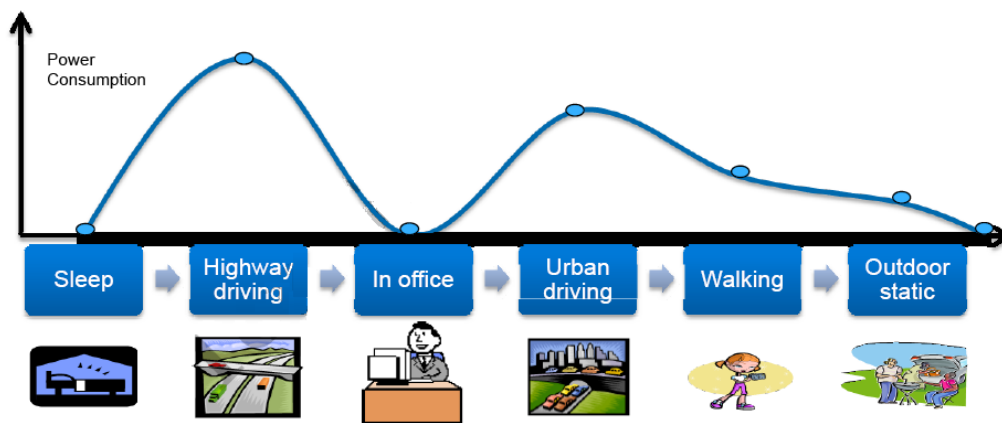 Power
Consumption
Sleep
Highway
driving
In office
Urban
driving
Walking
Outdoor
static